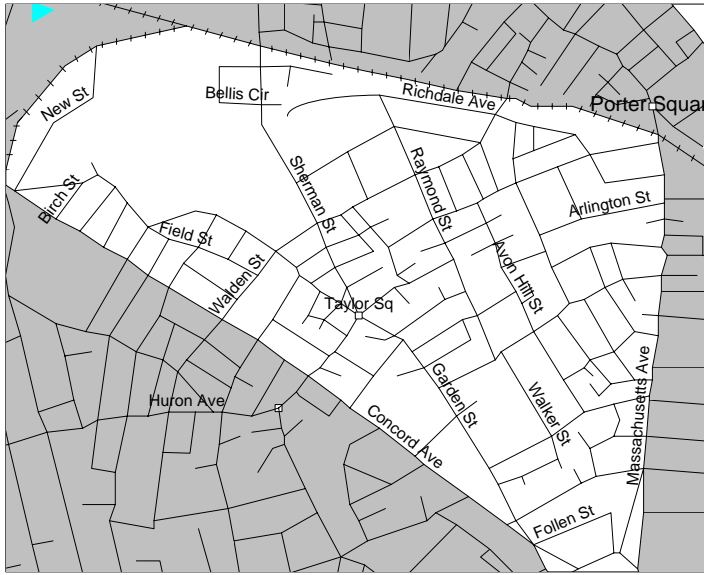 New St
Bellis Cir
Richdale Ave
Porter Squar
Birch St
Sherman St
Raymond St
Arlington St
Field St
Walden St
Avon Hill St
Taylor Sq
Huron Ave
Garden St
Walker St
Concord Ave
Massachusetts Ave
Follen St